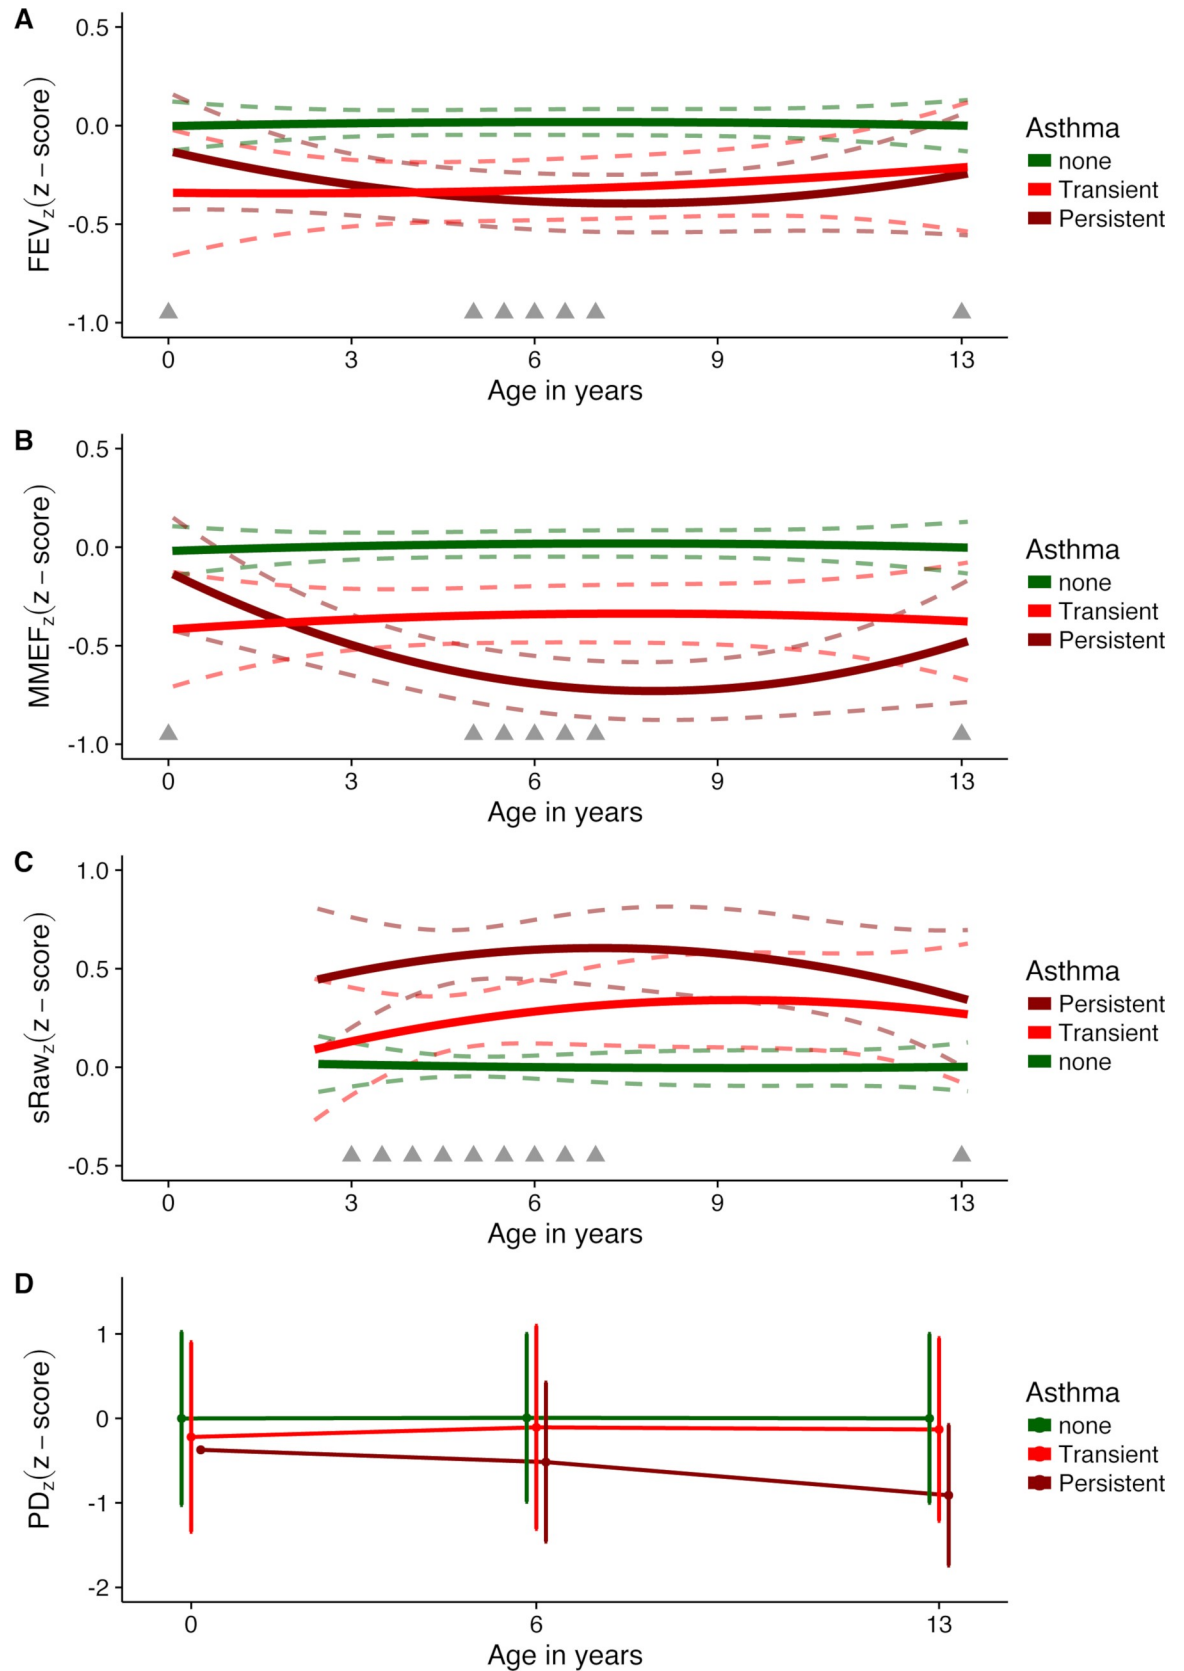 A
FEVz(z − score)
0.5
0.0
-0.5
-1.0
0 3 6 9 13
Age in years
Asthma
none
Transient
Persistent
B
MMEFz(z − score)
0.5
0.0
-0.5
-1.0
0 3 6 9 13
Age in years
Asthma
none
Transient
Persistent
C
sRawz(z − score)
1.0
0.5
0.0
-0.5
0 3 6 9 13
Age in years
Asthma
Persistent
Transient
none
D
PDz(z − score)
1
0
-1
-2
0 6 13
Age in years
Asthma
none
Transient
Persistent